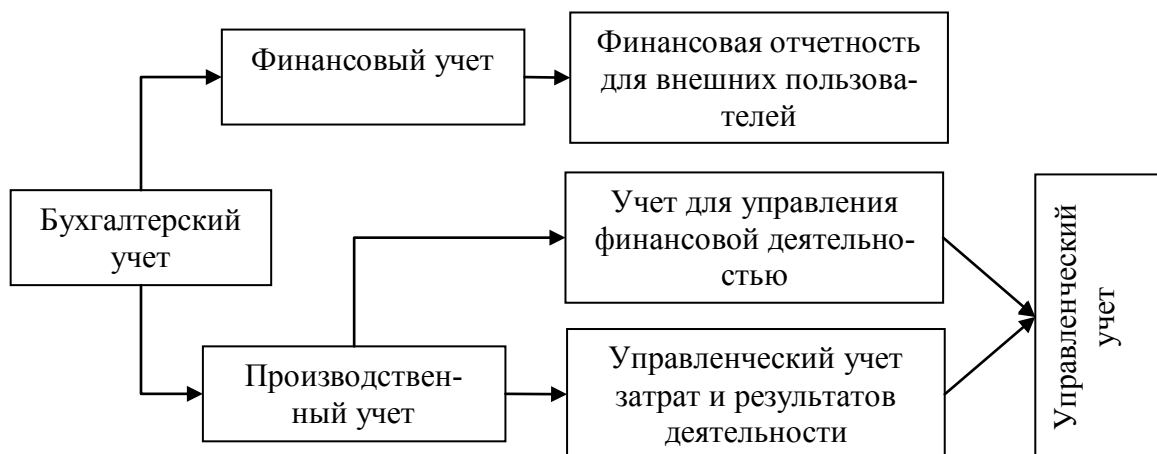 Финансовый учет
Финансовая отчетность
для внешних пользова-
телей
Бухгалтерский
учет
Учет для управления
финансовой деятельно-
стью
Производствен-
ный учет
Управленческий учет
затрат и результатов
деятельности
Управленческий
учет